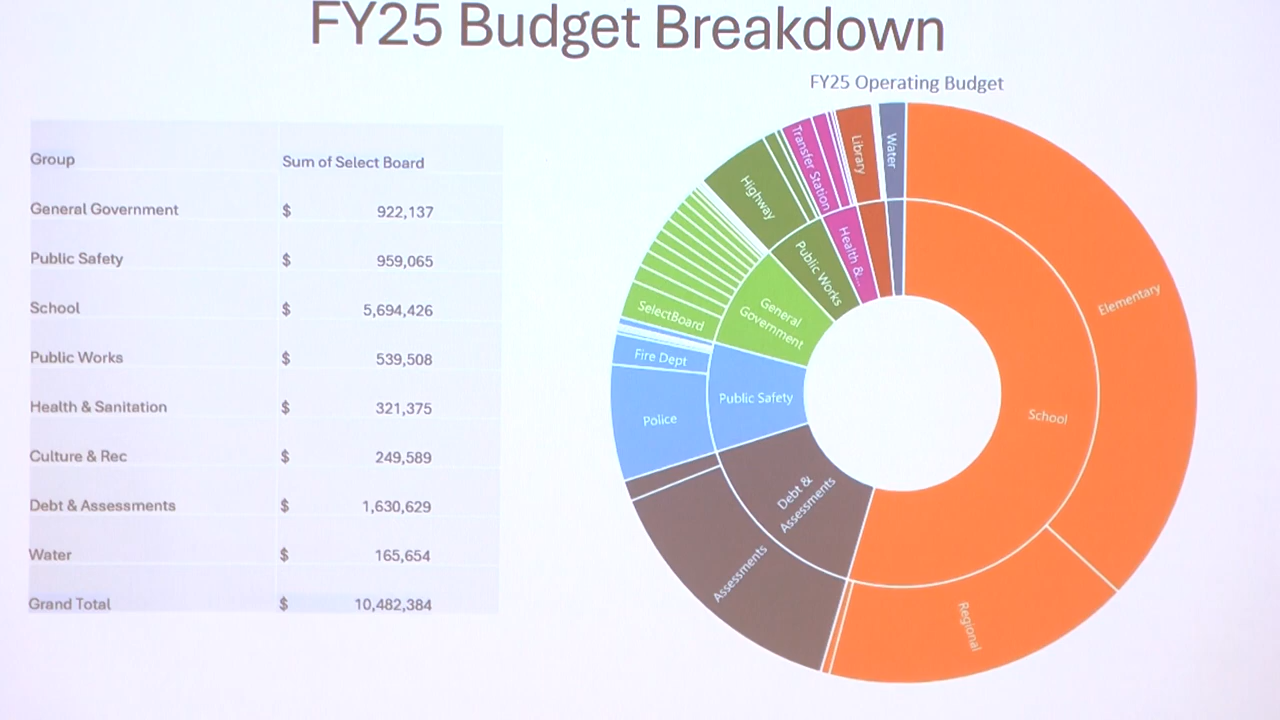 FY25 Budget Breakdown
FY25 Operating Budget
Group Sum of Select Board
General Government $ 922,137
Public Safety $ 959,065
School $ 5,694,426
Public Works $ 539,508
Health & Sanitation $ 321,375
Culture & Rec $ 249,589
Debt & Assessments $ 1,630,629
Water $ 165,654
Grand Total $ 10,482,384
Elementary
School
Regional
Debt &
Assessments
Assessments
Public Safety
Police
Fire Dept
General
Government
SelectBoard
Public Works
Highway
Health &...
Transfer Station
Library
Water